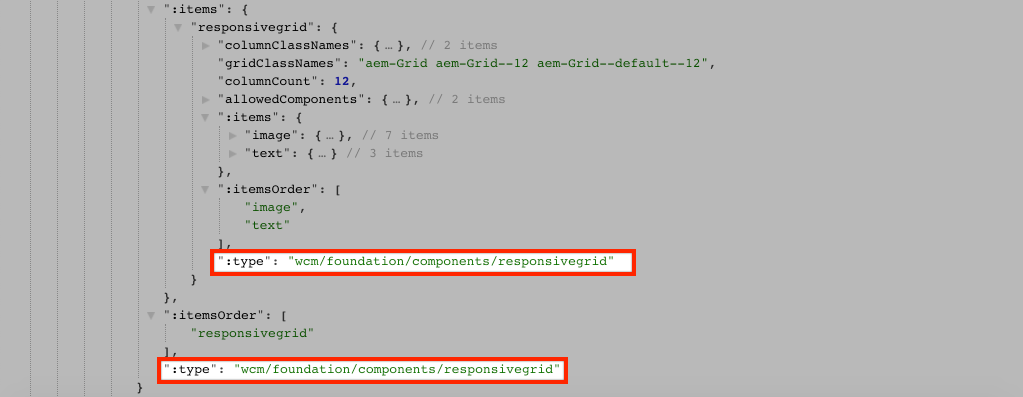 ":items": {
"responsivegrid": {
"columnClassNames": { … }, // 2 items
"gridClassNames": "aem-Grid aem-Grid--12 aem-Grid--default--12",
"columnCount": 12,
"allowedComponents": { … }, // 2 items
":items": {
"image": { … }, // 7 items
"text": { … } // 3 items
},
":itemsOrder": [
"image",
"text"
],
":type": "wcm/foundation/components/responsivegrid"
}
},
":itemsOrder": [
"responsivegrid"
],
":type": "wcm/foundation/components/responsivegrid"
}